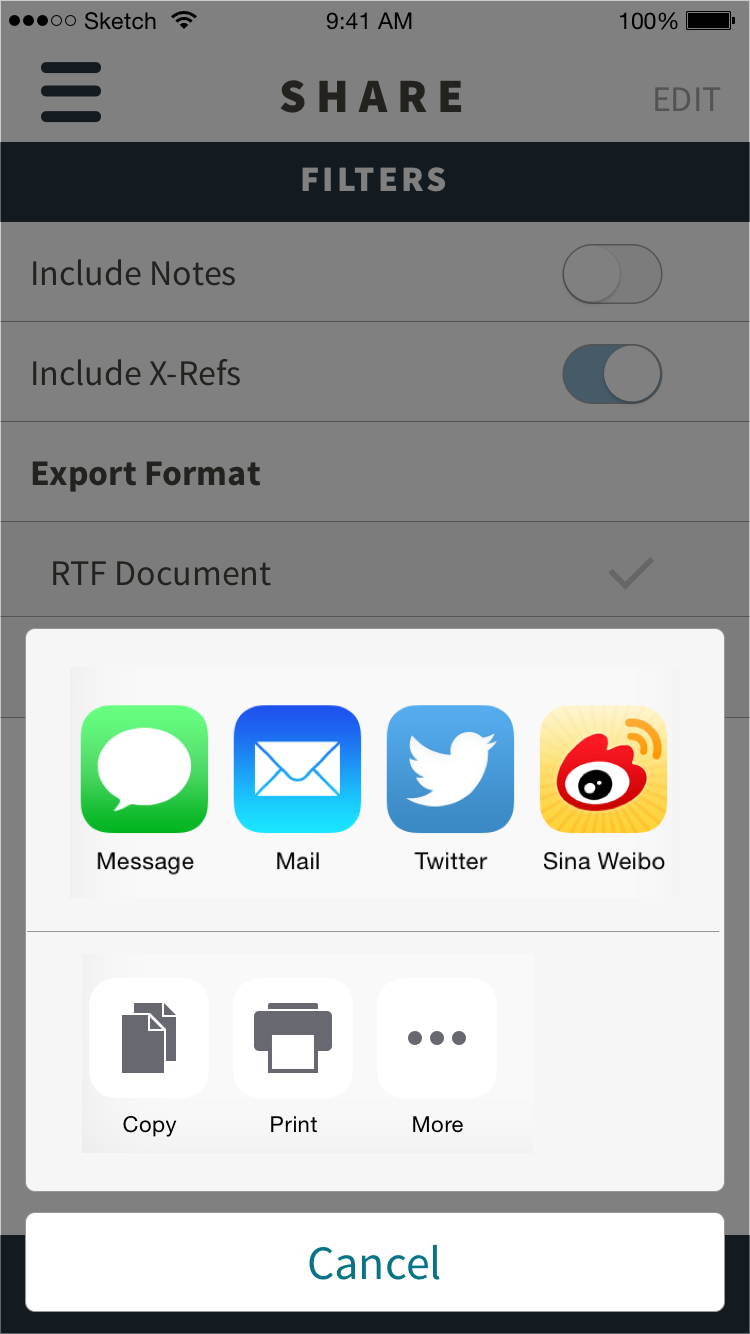 Sketch 9:41 AM 100%
SHARE EDIT
FILTERS
Include Notes
Include X-Refs
Export Format
RTF Document
Message Mail Twitter Sina Weibo
Copy Print More
Cancel